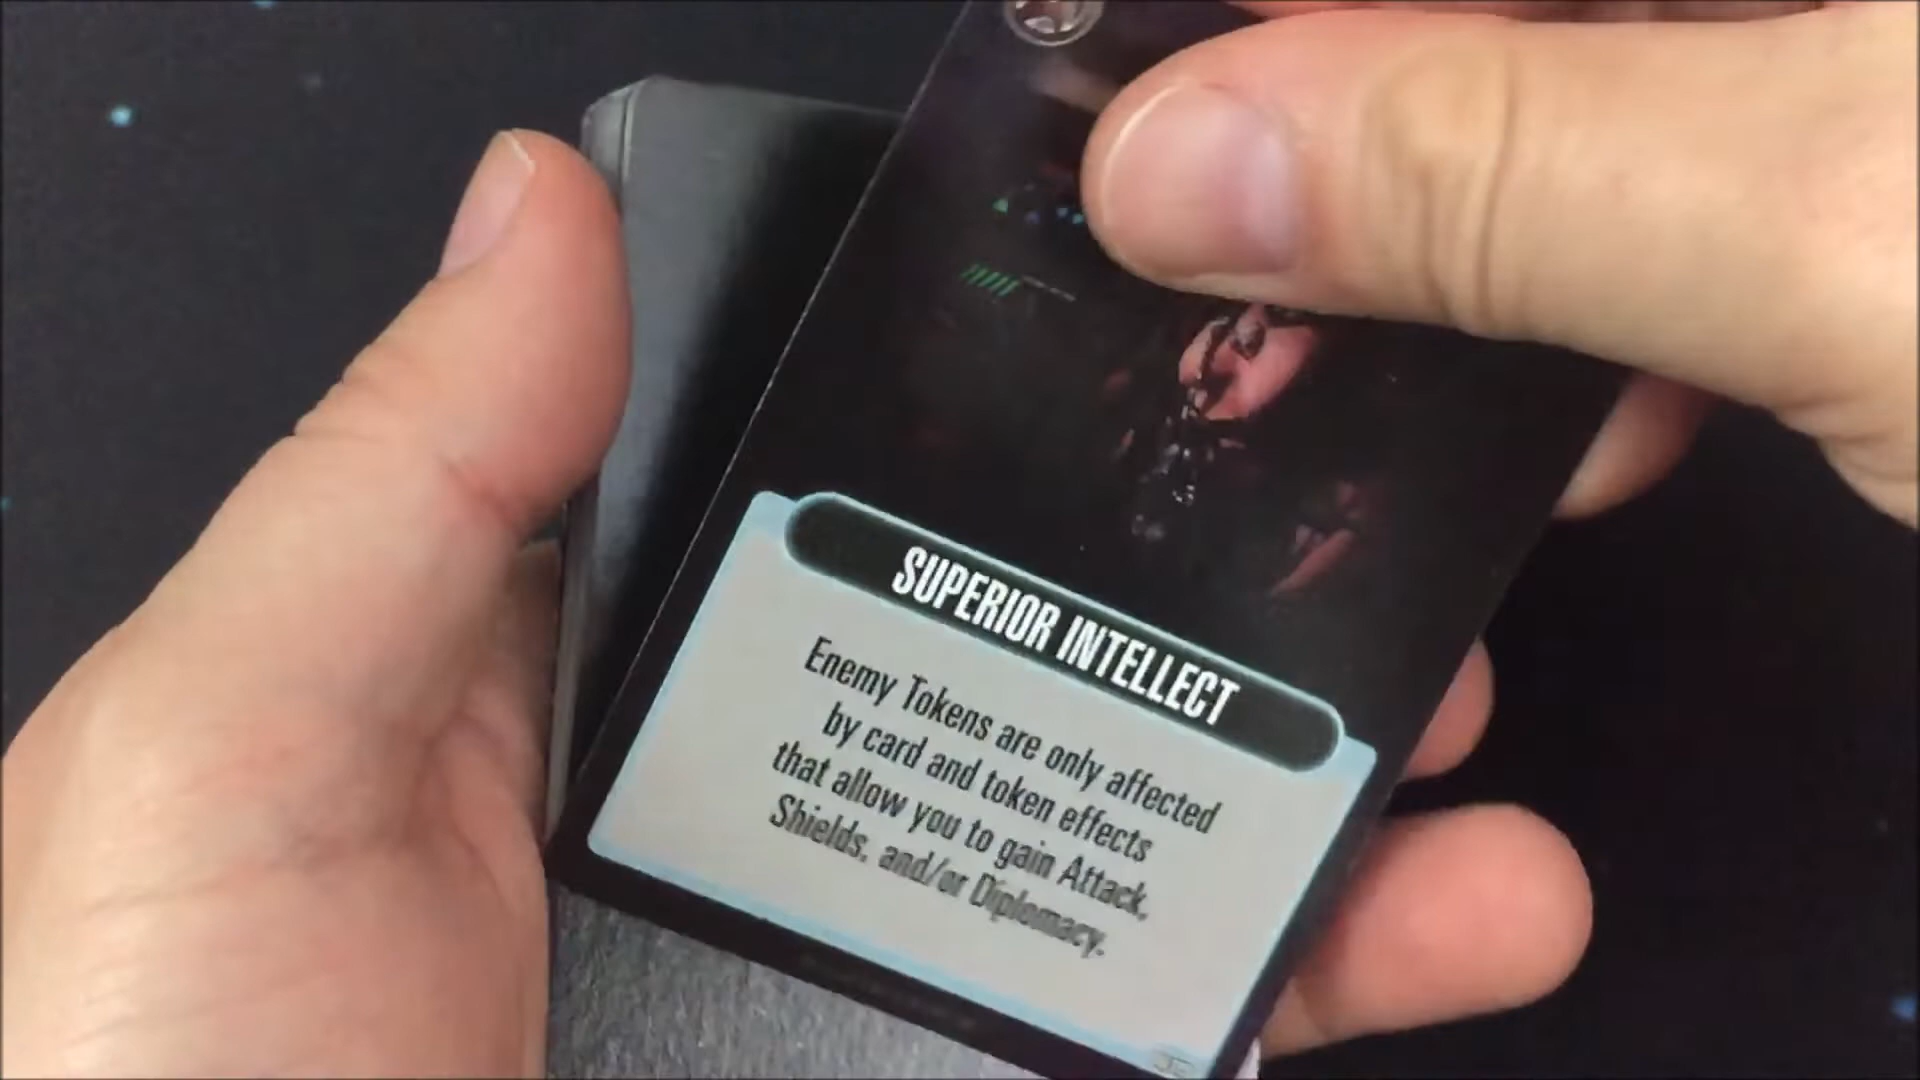 SUPERIOR INTELLECT
Enemy Tokens are only affected
by card and token effects
that allow you to gain Attack,
Shields, and/or Diplomacy.